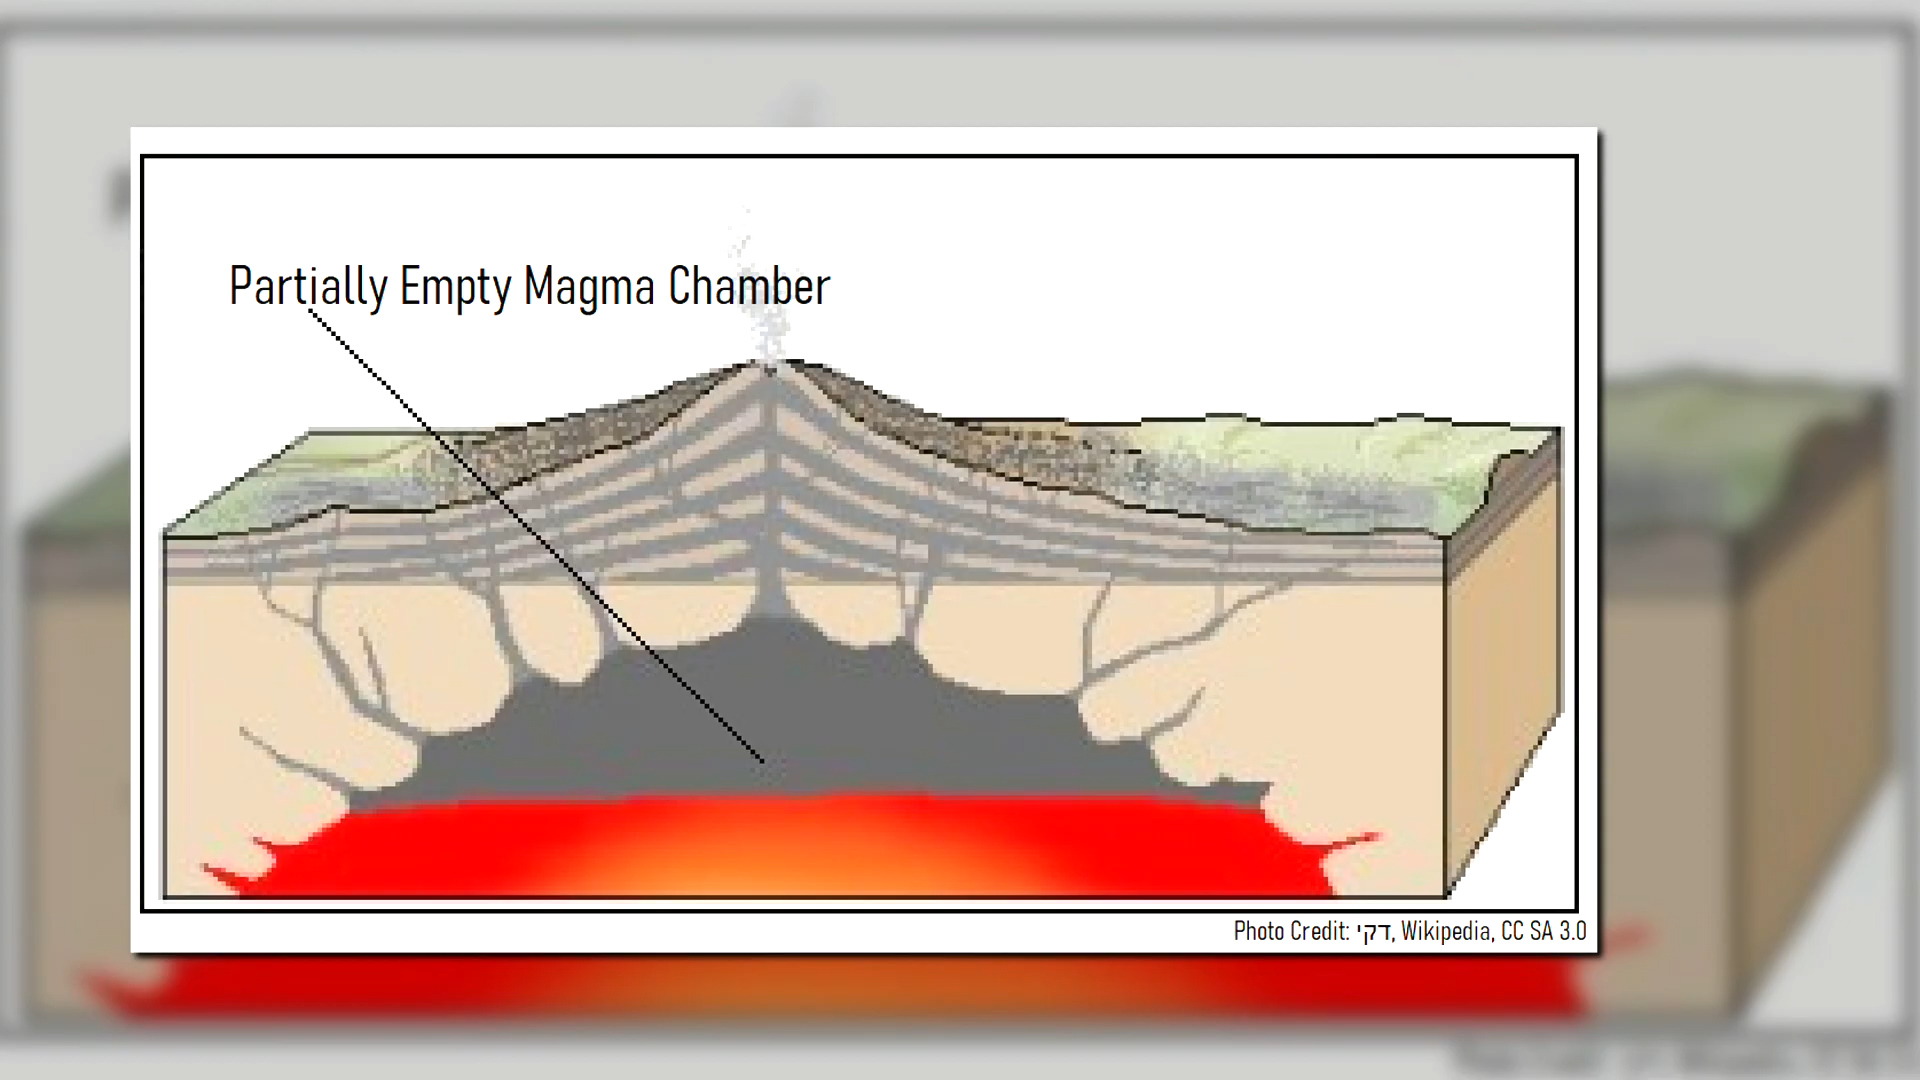 Partially Empty Magma Chamber
Photo Credit: דקי, Wikipedia, CC SA 3.0